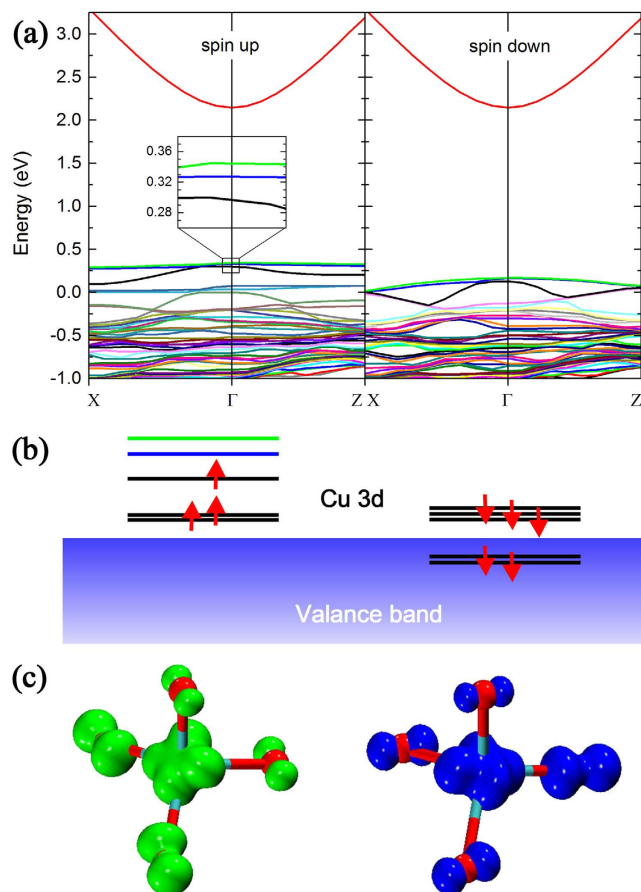 (a)
spin up
spin down
Energy (eV)
3.0
2.5
2.0
1.5
1.0
0.5
0.0
-0.5
-1.0
0.36
0.32
0.28
X Γ Z X Γ Z
(b)
Cu 3d
Valance band
(c)